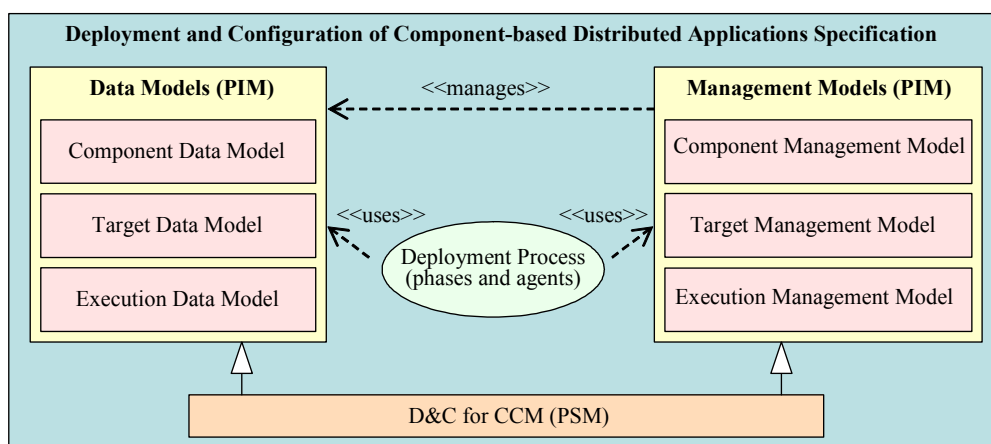 Deployment and Configuration of Component-based Distributed Applications Specification
Data Models (PIM)
Component Data Model
Target Data Model
Execution Data Model
<<manages>>
<<uses>>
<<uses>>
Deployment Process
(phases and agents)
Management Models (PIM)
Component Management Model
Target Management Model
Execution Management Model
D&C for CCM (PSM)